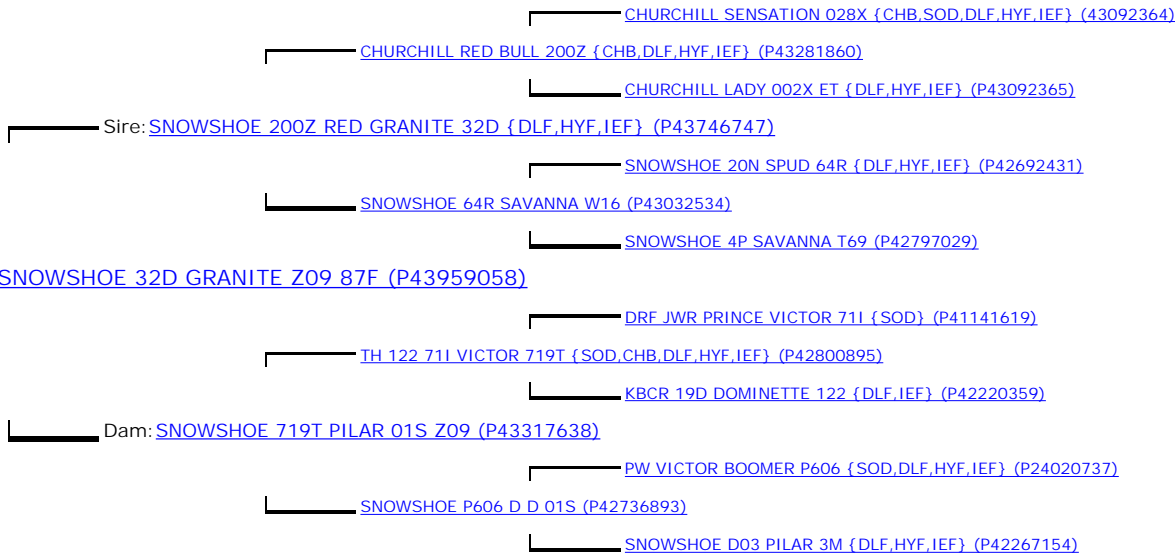 CHURCHILL SENSATION 028X {CHB,SOD,DLF,HYF,IEF} (43092364)
CHURCHILL RED BULL 200Z {CHB,DLF,HYF,IEF} (P43281860)
CHURCHILL LADY 002X ET {DLF,HYF,IEF} (P43092365)
Sire: SNOWSHOE 200Z RED GRANITE 32D {DLF,HYF,IEF} (P43746747)
SNOWSHOE 20N SPUD 64R {DLF,HYF,IEF} (P42692431)
SNOWSHOE 64R SAVANNA W16 (P43032534)
SNOWSHOE 4P SAVANNA T69 (P42797029)
SNOWSHOE 32D GRANITE Z09 87F (P43959058)
DRF JWR PRINCE VICTOR 71I {SOD} (P41141619)
TH 122 71I VICTOR 719T {SOD,CHB,DLF,HYF,IEF} (P42800895)
KBCR 19D DOMINETTE 122 {DLF,IEF} (P42220359)
Dam: SNOWSHOE 719T PILAR 01S Z09 (P43317638)
PW VICTOR BOOMER P606 {SOD,DLF,HYF,IEF} (P24020737)
SNOWSHOE P606 D D 01S (P42736893)
SNOWSHOE D03 PILAR 3M {DLF,HYF,IEF} (P42267154)